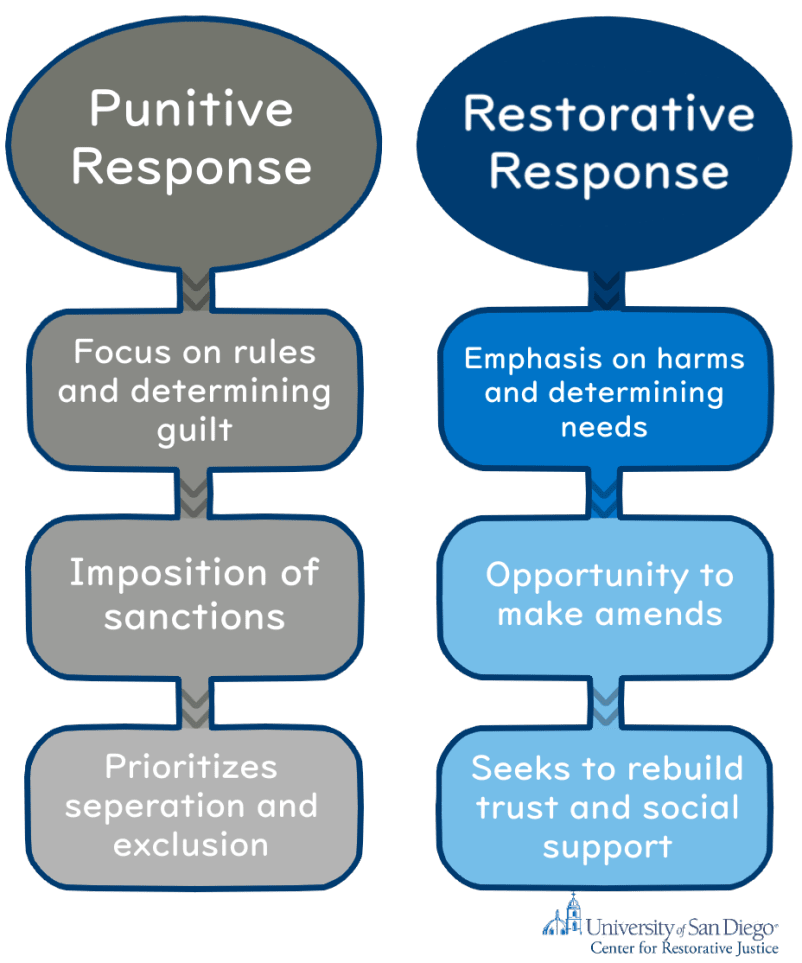 Punitive
Response
Focus on rules
and determining
guilt
Imposition of
sanctions
Prioritizes
seperation and
exclusion
Restorative
Response
Emphasis on harms
and determining
needs
Opportunity to
make amends
Seeks to rebuild
trust and social
support
University of San Diego®
Center for Restorative Justice